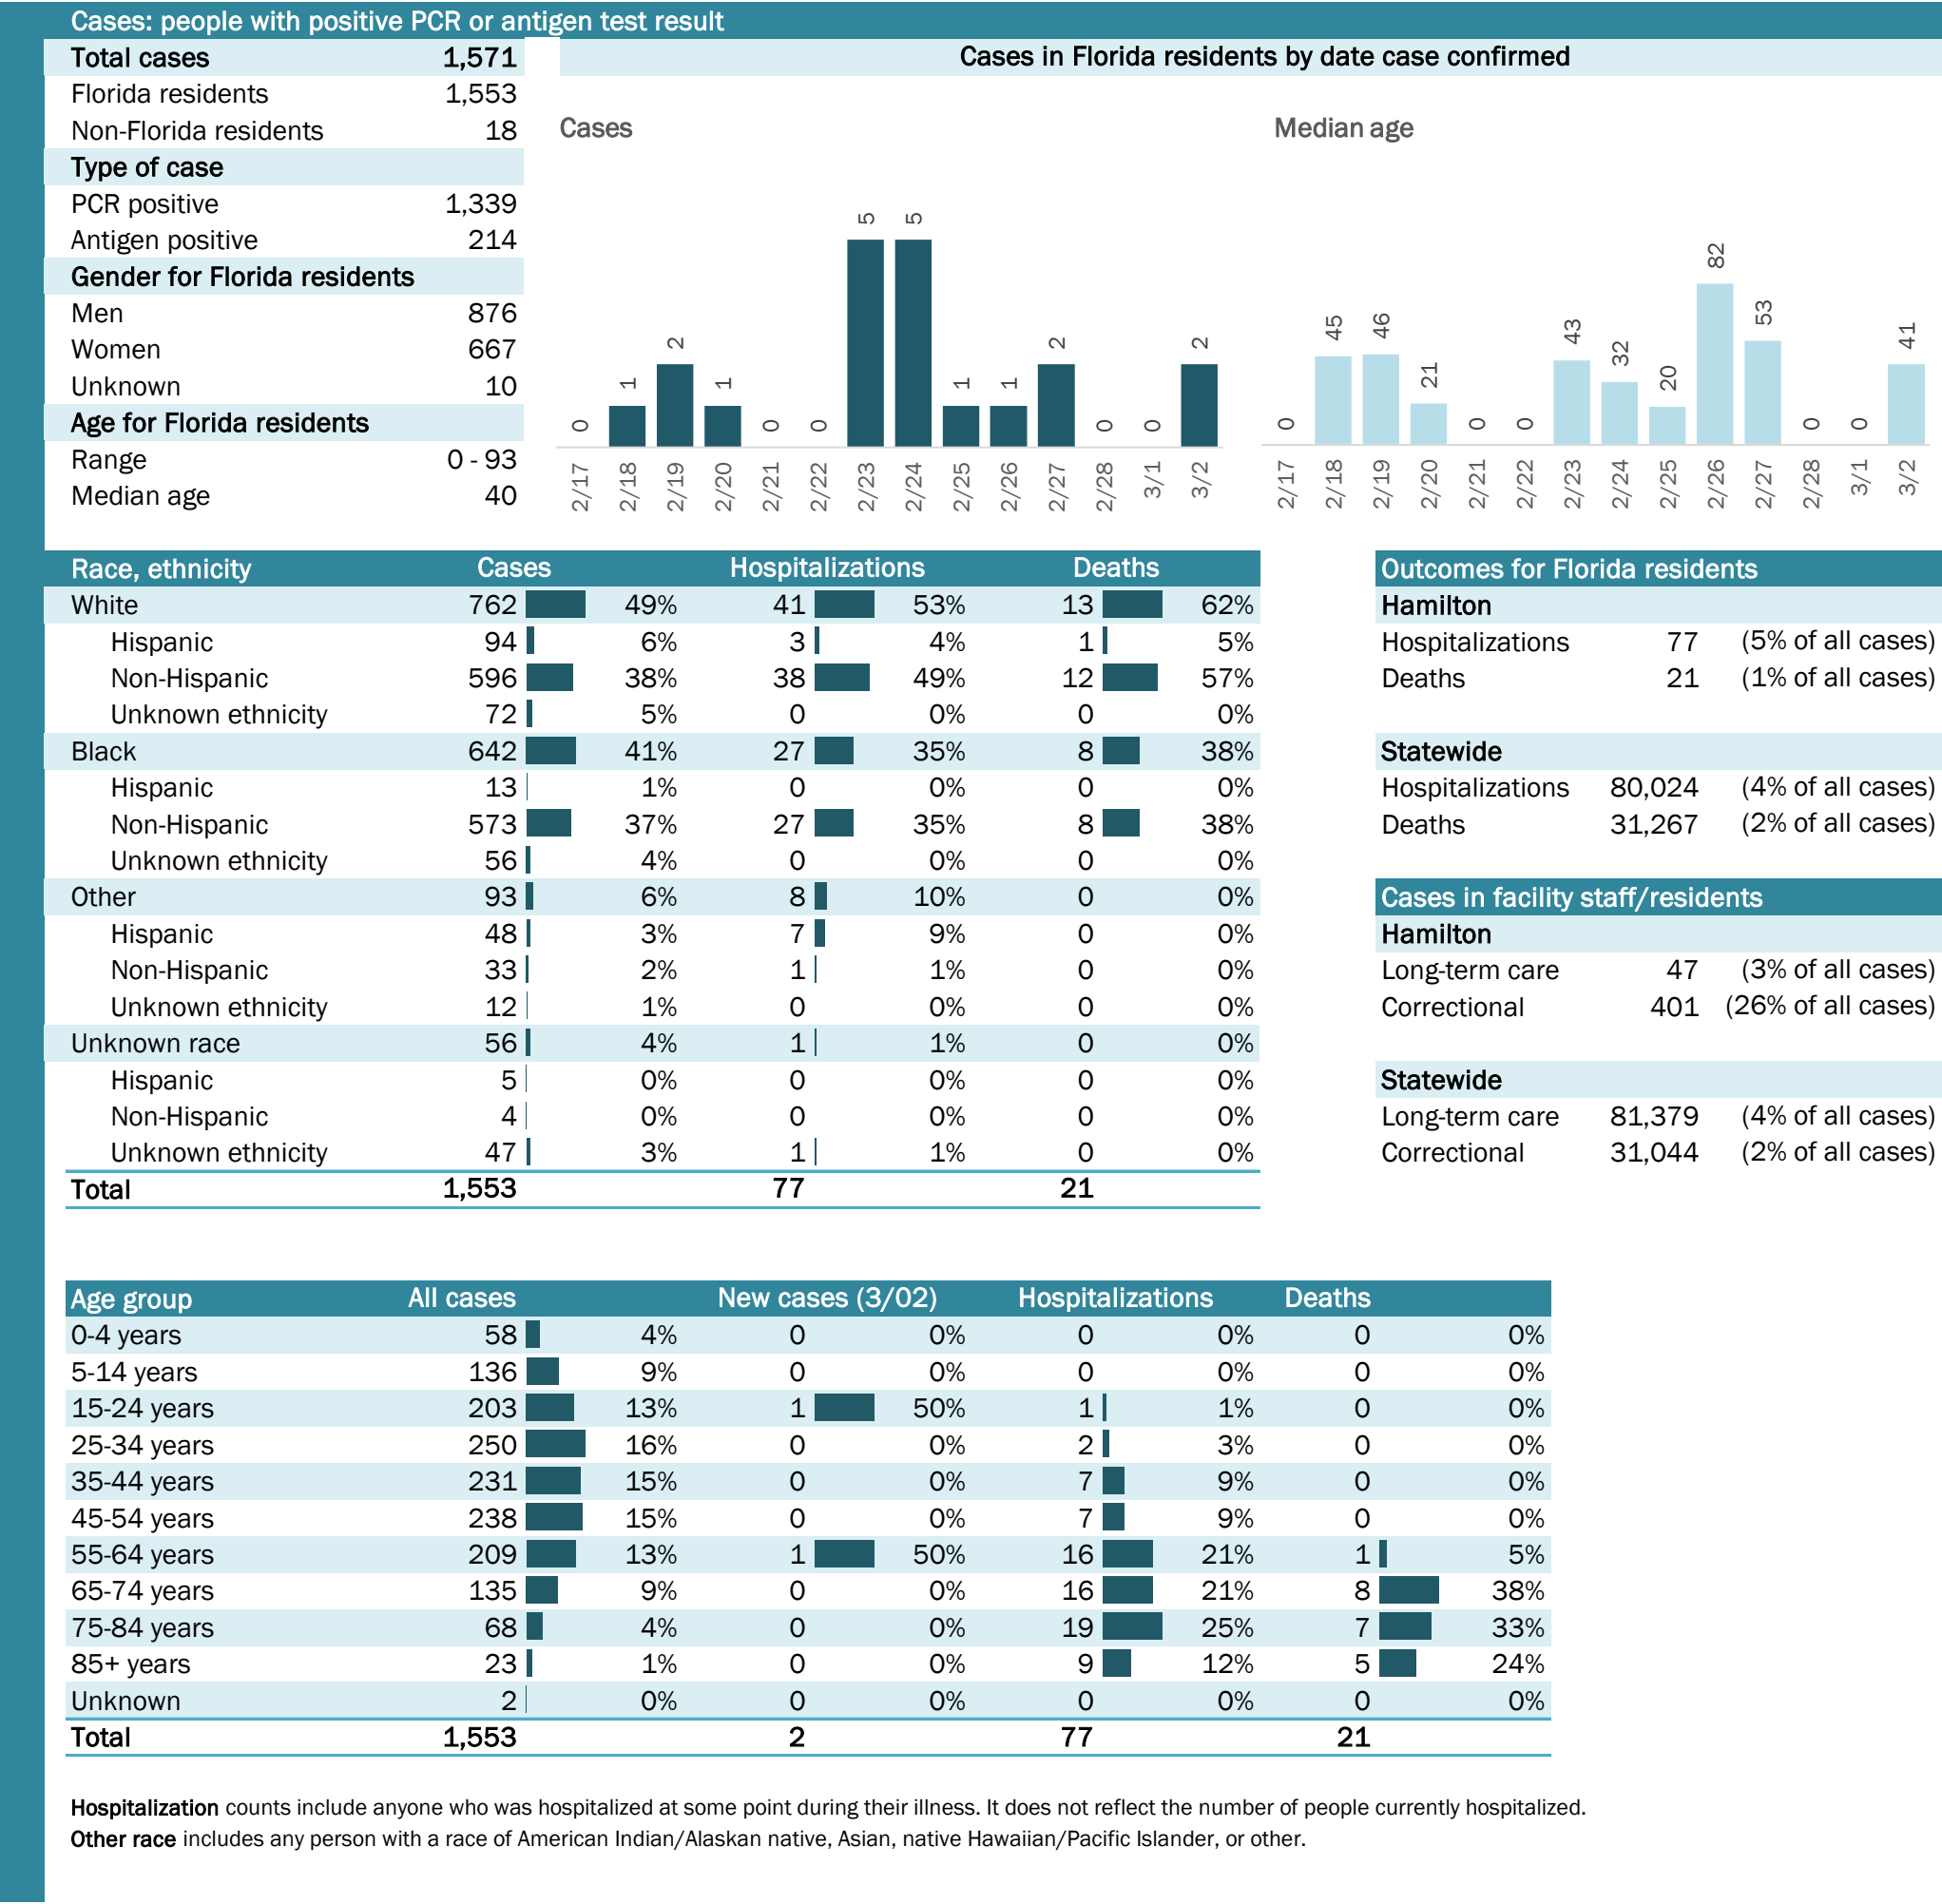 Cases: people with positive PCR or antigen test result
Total cases 1,571
Florida residents 1,553
Non-Florida residents 18
Type of case
PCR positive 1,339
Antigen positive 214
Gender for Florida residents
Men 876
Women 667
Unknown 10
Age for Florida residents
Range 0 - 93
Median age 40
Cases in Florida residents by date case confirmed
Cases
0 1 2 1 0 0 5 5 1 1 2 0 0 2
2/17 2/18 2/19 2/20 2/21 2/22 2/23 2/24 2/25 2/26 2/27 2/28 3/1 3/2
Median age
0 45 46 21 0 0 43 32 20 82 53 0 0 41
2/17 2/18 2/19 2/20 2/21 2/22 2/23 2/24 2/25 2/26 2/27 2/28 3/1 3/2
Race, ethnicity Cases Hospitalizations Deaths
White 762 49% 41 53% 13 62%
Hispanic 94 6% 3 4% 1 5%
Non-Hispanic 596 38% 38 49% 12 57%
Unknown ethnicity 72 5% 0 0% 0 0%
Black 642 41% 27 35% 8 38%
Hispanic 13 1% 0 0% 0 0%
Non-Hispanic 573 37% 27 35% 8 38%
Unknown ethnicity 56 4% 0 0% 0 0%
Other 93 6% 8 10% 0 0%
Hispanic 48 3% 7 9% 0 0%
Non-Hispanic 33 2% 1 1% 0 0%
Unknown ethnicity 12 1% 0 0% 0 0%
Unknown race 56 4% 1 1% 0 0%
Hispanic 5 0% 0 0% 0 0%
Non-Hispanic 4 0% 0 0% 0 0%
Unknown ethnicity 47 3% 1 1% 0 0%
Total 1,553 77 21
Outcomes for Florida residents
Hamilton
Hospitalizations 77 (5% of all cases)
Deaths 21 (1% of all cases)
Statewide
Hospitalizations 80,024 (4% of all cases)
Deaths 31,267 (2% of all cases)
Cases in facility staff/residents
Hamilton
Long-term care 47 (3% of all cases)
Correctional 401 (26% of all cases)
Statewide
Long-term care 81,379 (4% of all cases)
Correctional 31,044 (2% of all cases)
Age group All cases New cases (3/02) Hospitalizations Deaths
0-4 years 58 4% 0 0% 0 0% 0 0%
5-14 years 136 9% 0 0% 0 0% 0 0%
15-24 years 203 13% 1 50% 1 1% 0 0%
25-34 years 250 16% 0 0% 2 3% 0 0%
35-44 years 231 15% 0 0% 7 9% 0 0%
45-54 years 238 15% 0 0% 7 9% 0 0%
55-64 years 209 13% 1 50% 16 21% 1 5%
65-74 years 135 9% 0 0% 16 21% 8 38%
75-84 years 68 4% 0 0% 19 25% 7 33%
85+ years 23 1% 0 0% 9 12% 5 24%
Unknown 2 0% 0 0% 0 0% 0 0%
Total 1,553 2 77 21
Hospitalization counts include anyone who was hospitalized at some point during their illness. It does not reflect the number of people currently hospitalized.
Other race includes any person with a race of American Indian/Alaskan native, Asian, native Hawaiian/Pacific Islander, or other.